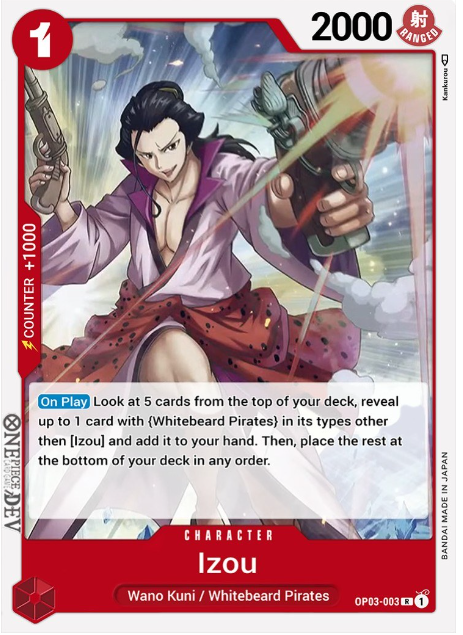 1
2000
射
RANGED
Kankurou
COUNTER +1000
On Play Look at 5 cards from the top of your deck, reveal
up to 1 card with {Whitebeard Pirates} in its types other
then [Izou] and add it to your hand. Then, place the rest at
the bottom of your deck in any order.
ONE PIECE
DEV
BANDAI MADE IN JAPAN
CHARACTER
Izou
Wano Kuni / Whitebeard Pirates
OP03-003 R 1